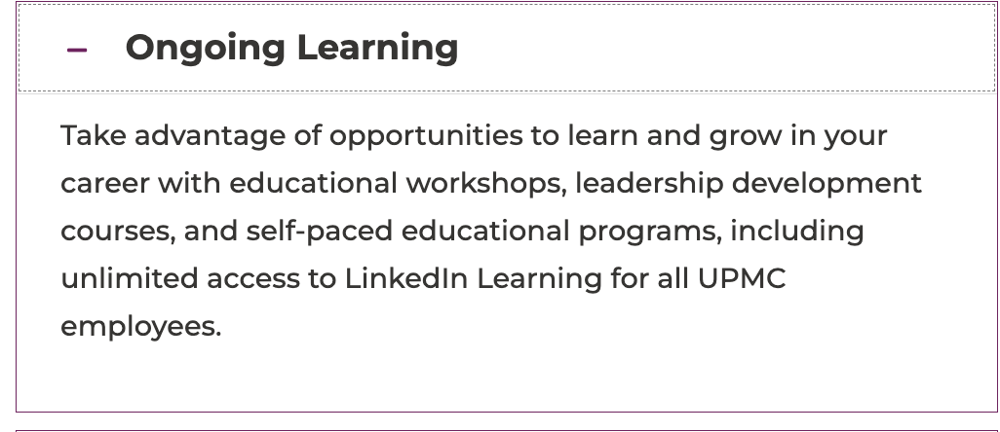 – Ongoing Learning
Take advantage of opportunities to learn and grow in your
career with educational workshops, leadership development
courses, and self-paced educational programs, including
unlimited access to LinkedIn Learning for all UPMC
employees.